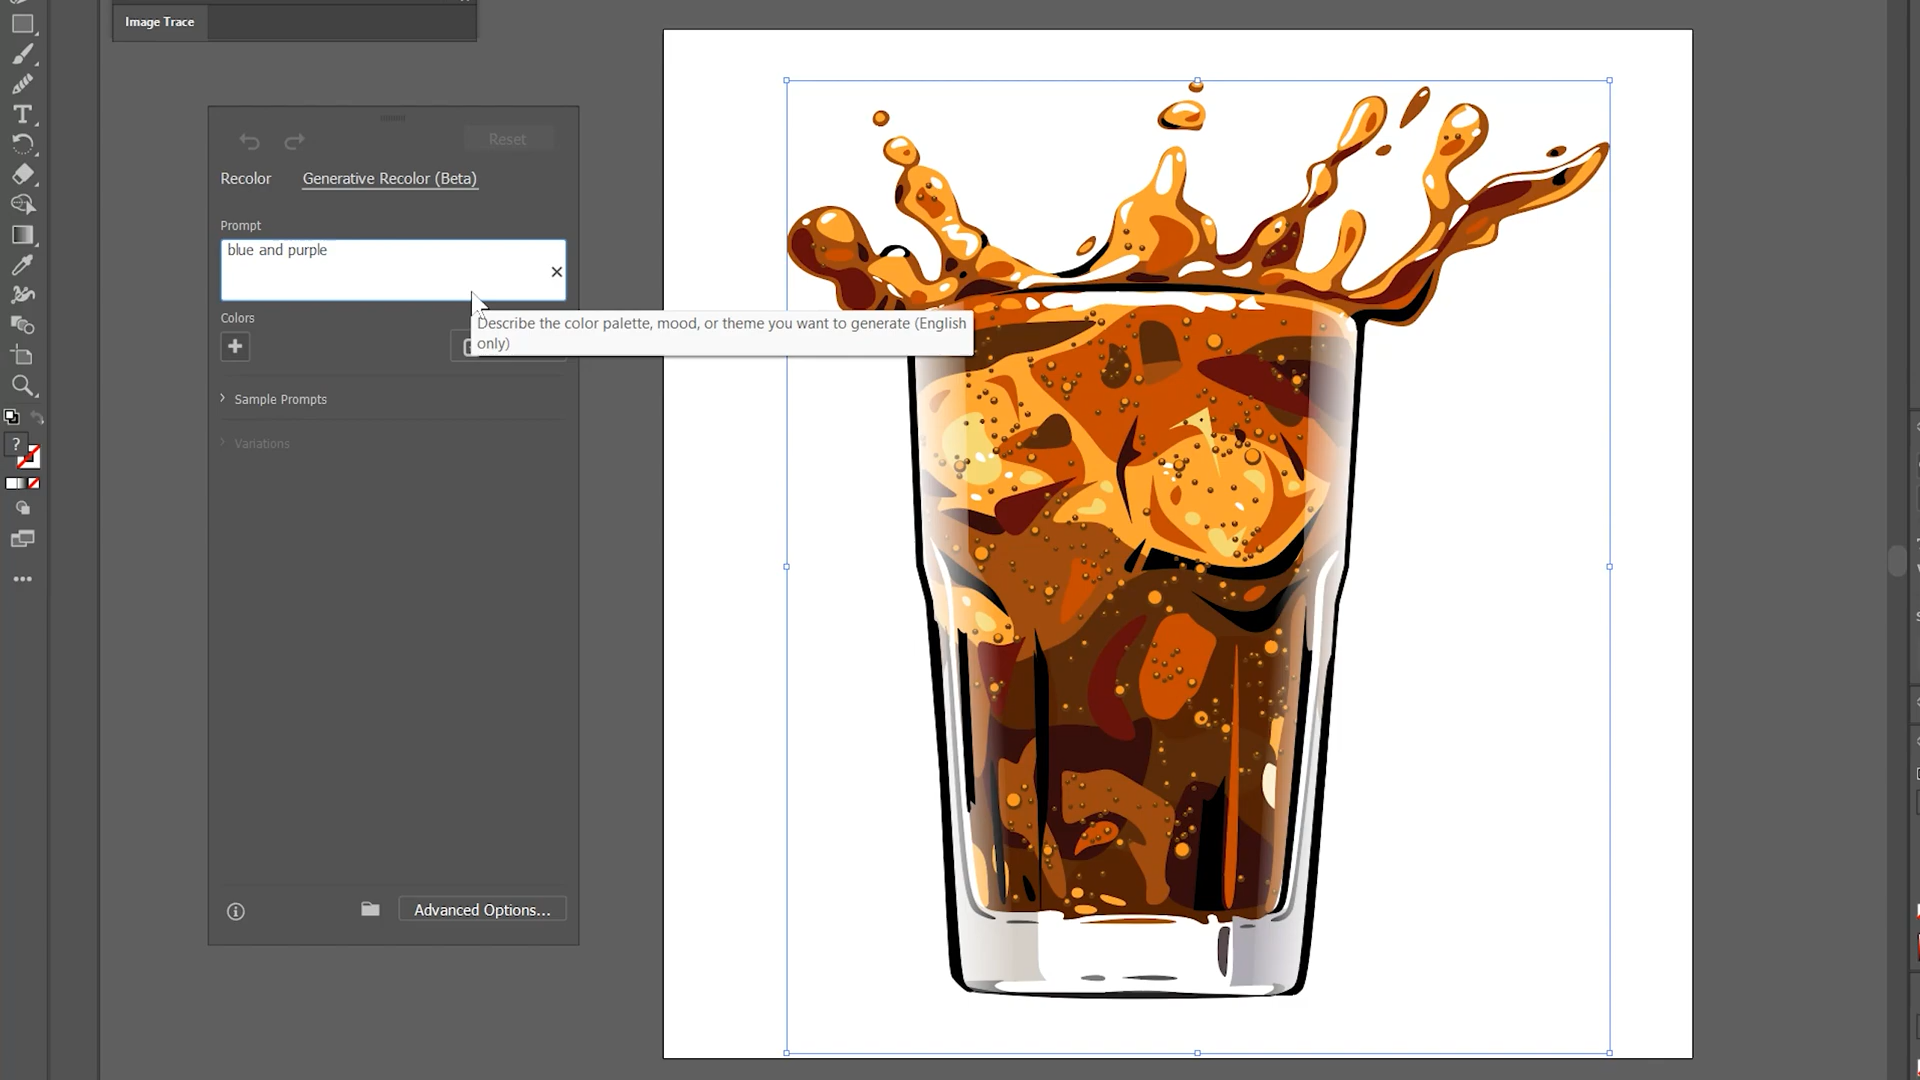 Image Trace
Reset
Recolor
Generative Recolor (Beta)
Prompt
blue and purple
Describe the color palette, mood, or theme you want to generate (English
only)
Colors
Sample Prompts
Variations
Advanced Options...